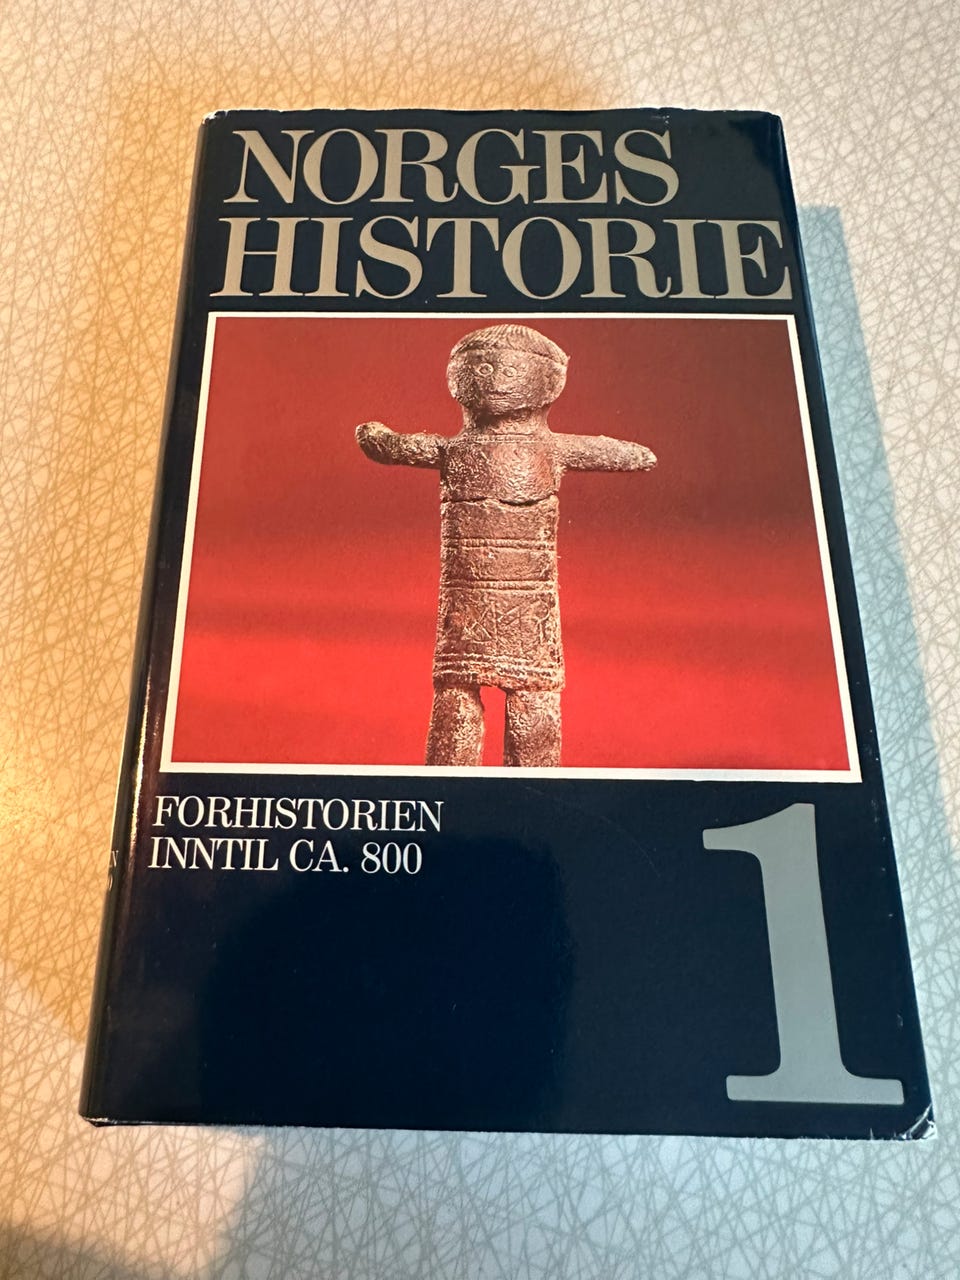 NORGES
HISTORIE
FORHISTORIEN
INNTIL CA. 800
1